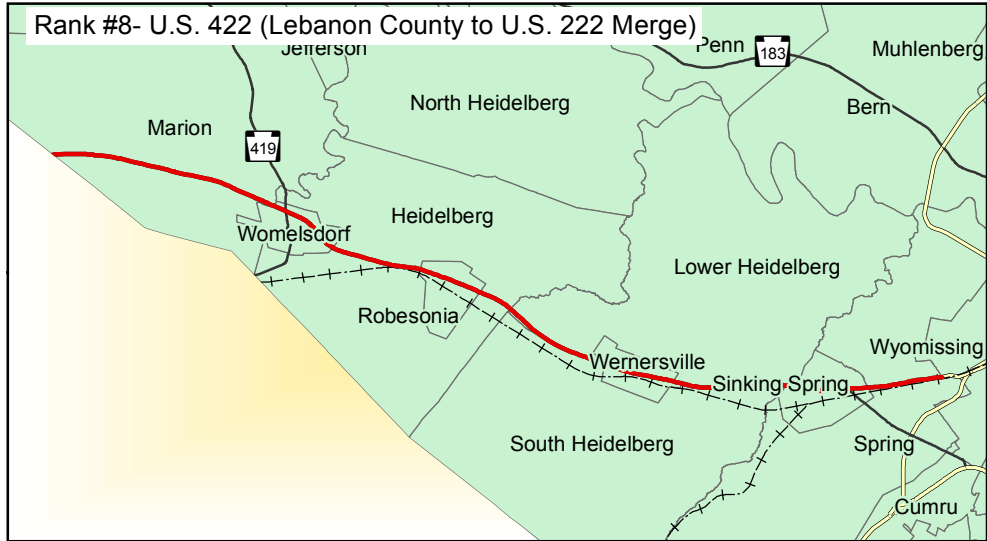 Rank #8- U.S. 422 (Lebanon County to U.S. 222 Merge)
Jefferson
Penn
183
Muhlenberg
North Heidelberg
Bern
Marion
419
Heidelberg
Womelsdorf
Lower Heidelberg
Robesonia
Wernersville
Wyomissing
Sinking Spring
South Heidelberg
Spring
Cumru